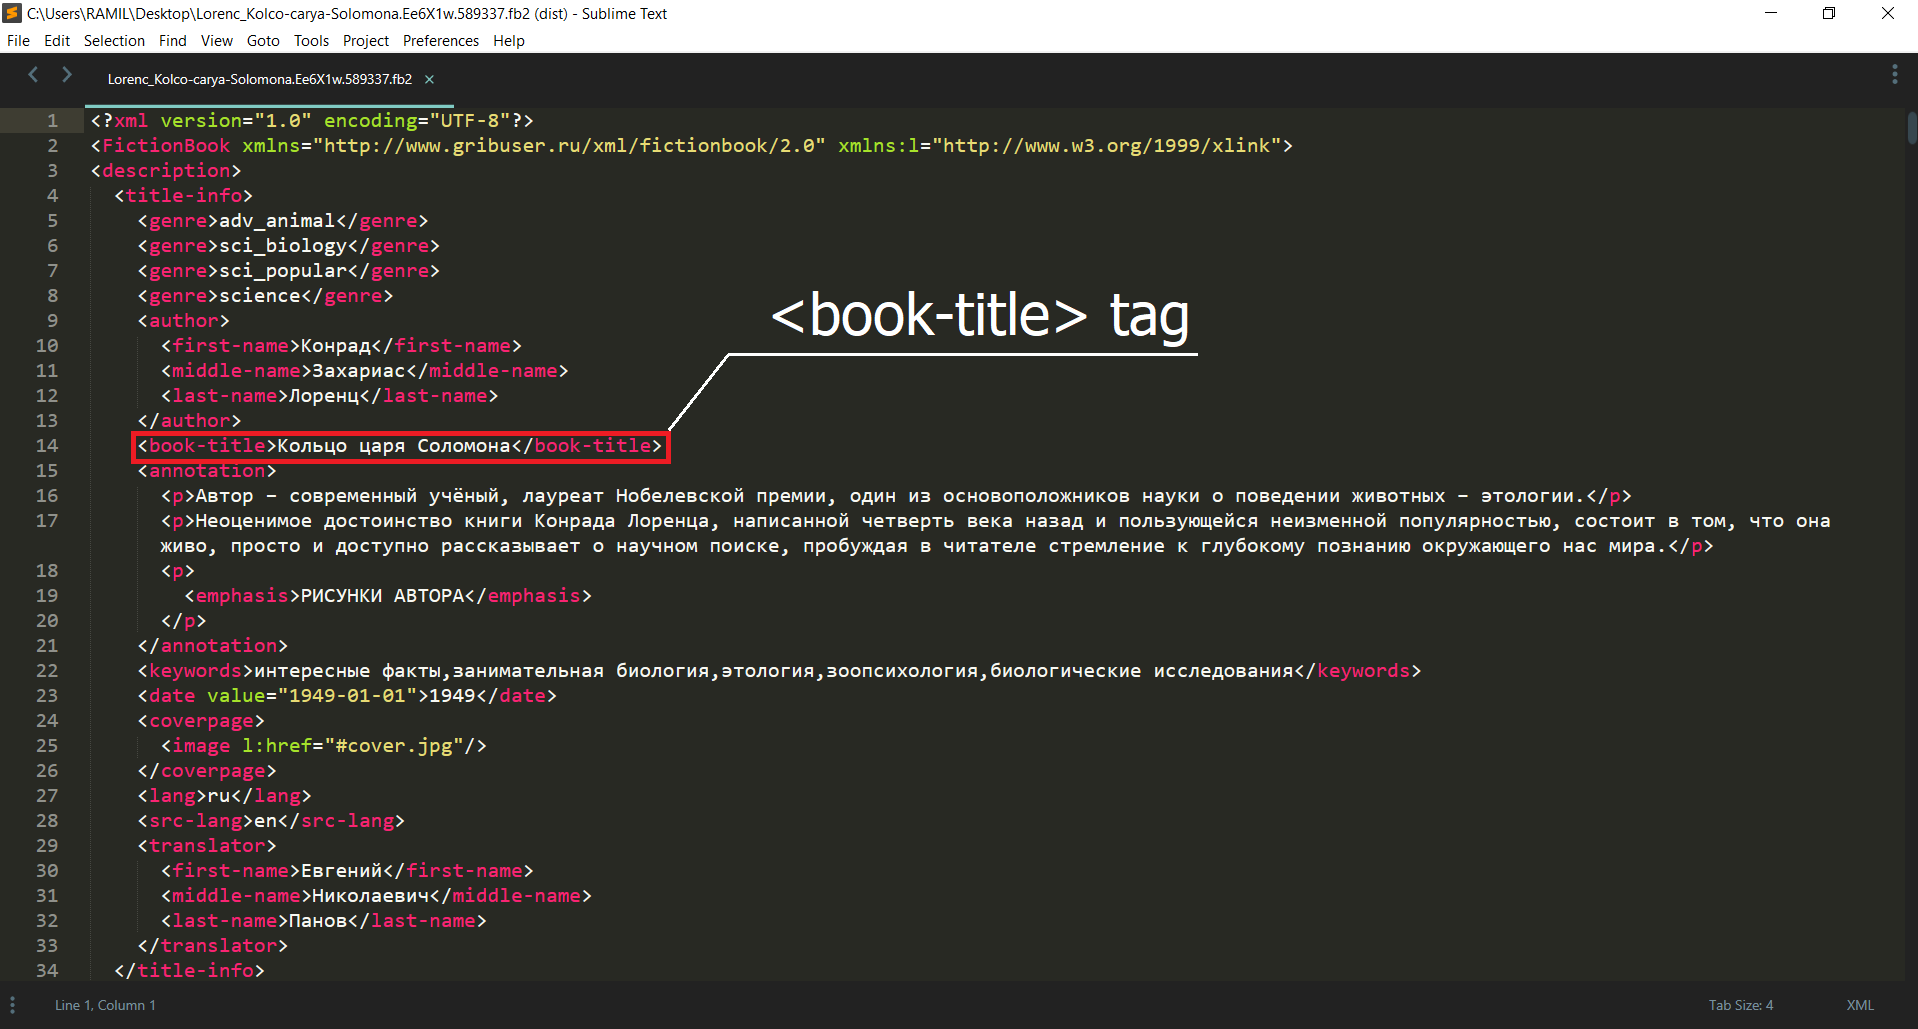 C:\Users\RAMIL\Desktop\Lorenc_Kolco-carya-Solomona.Ee6X1w.589337.fb2 (dist) - Sublime Text
File Edit Selection Find View Goto Tools Project Preferences Help
Lorenc_Kolco-carya-Solomona.Ee6X1w.589337.fb2 ×
1 <?xml version="1.0" encoding="UTF-8"?>
2 <FictionBook xmlns="http://www.gribuser.ru/xml/fictionbook/2.0" xmlns:l="http://www.w3.org/1999/xlink">
3 <description>
4 <title-info>
5 <genre>adv_animal</genre>
6 <genre>sci_biology</genre>
7 <genre>sci_popular</genre>
8 <genre>science</genre>
<book-title> tag
9 <author>
10 <first-name>Конрад</first-name>
11 <middle-name>Захариас</middle-name>
12 <last-name>Лоренц</last-name>
13 </author>
14 <book-title>Кольцо царя Соломона</book-title>
15 <annotation>
16 <p>Автор – современный учёный, лауреат Нобелевской премии, один из основоположников науки о поведении животных – этологии.</p>
17 <p>Неоценимое достоинство книги Конрада Лоренца, написанной четверть века назад и пользующейся неизменной популярностью, состоит в том, что она
живо, просто и доступно рассказывает о научном поиске, пробуждая в читателе стремление к глубокому познанию окружающего нас мира.</p>
18 <p>
19 <emphasis>РИСУНКИ АВТОРА</emphasis>
20 </p>
21 </annotation>
22 <keywords>интересные факты,занимательная биология,этология,зоопсихология,биологические исследования</keywords>
23 <date value="1949-01-01">1949</date>
24 <coverpage>
25 <image l:href="#cover.jpg"/>
26 </coverpage>
27 <lang>ru</lang>
28 <src-lang>en</src-lang>
29 <translator>
30 <first-name>Евгений</first-name>
31 <middle-name>Николаевич</middle-name>
32 <last-name>Панов</last-name>
33 </translator>
34 </title-info>
Line 1, Column 1 Tab Size: 4 XML